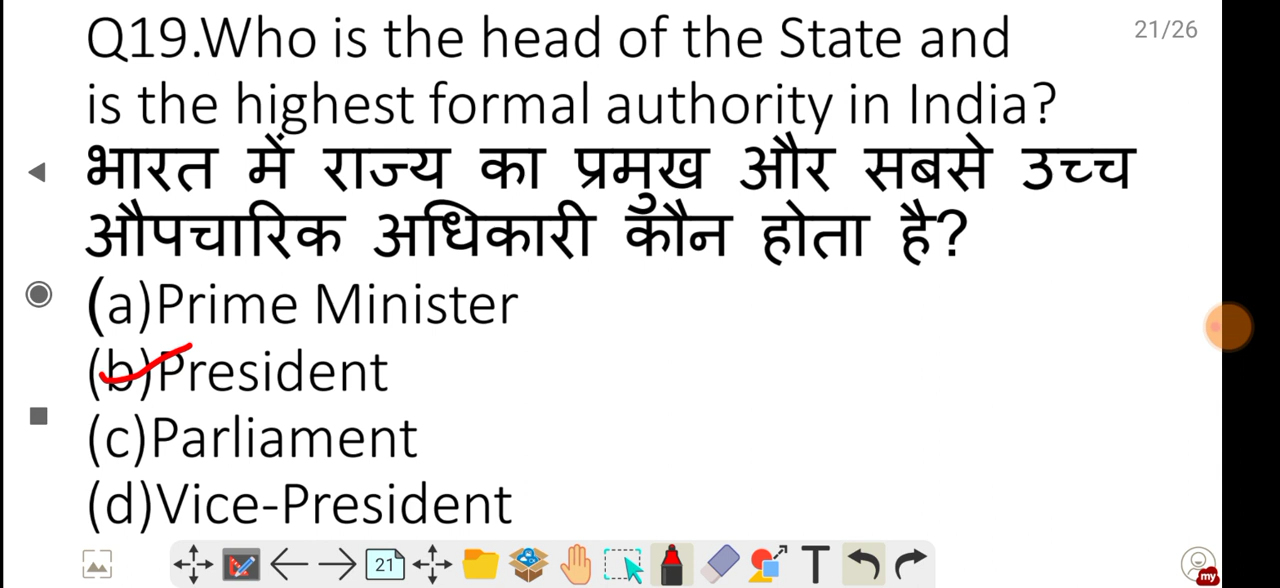 Q19.Who is the head of the State and
21/26
is the highest formal authority in India?
भारत में राज्य का प्रमुख और सबसे उच्च
औपचारिक अधिकारी कौन होता है?
(a)Prime Minister
(b)President
(c)Parliament
(d)Vice-President
21
T
my